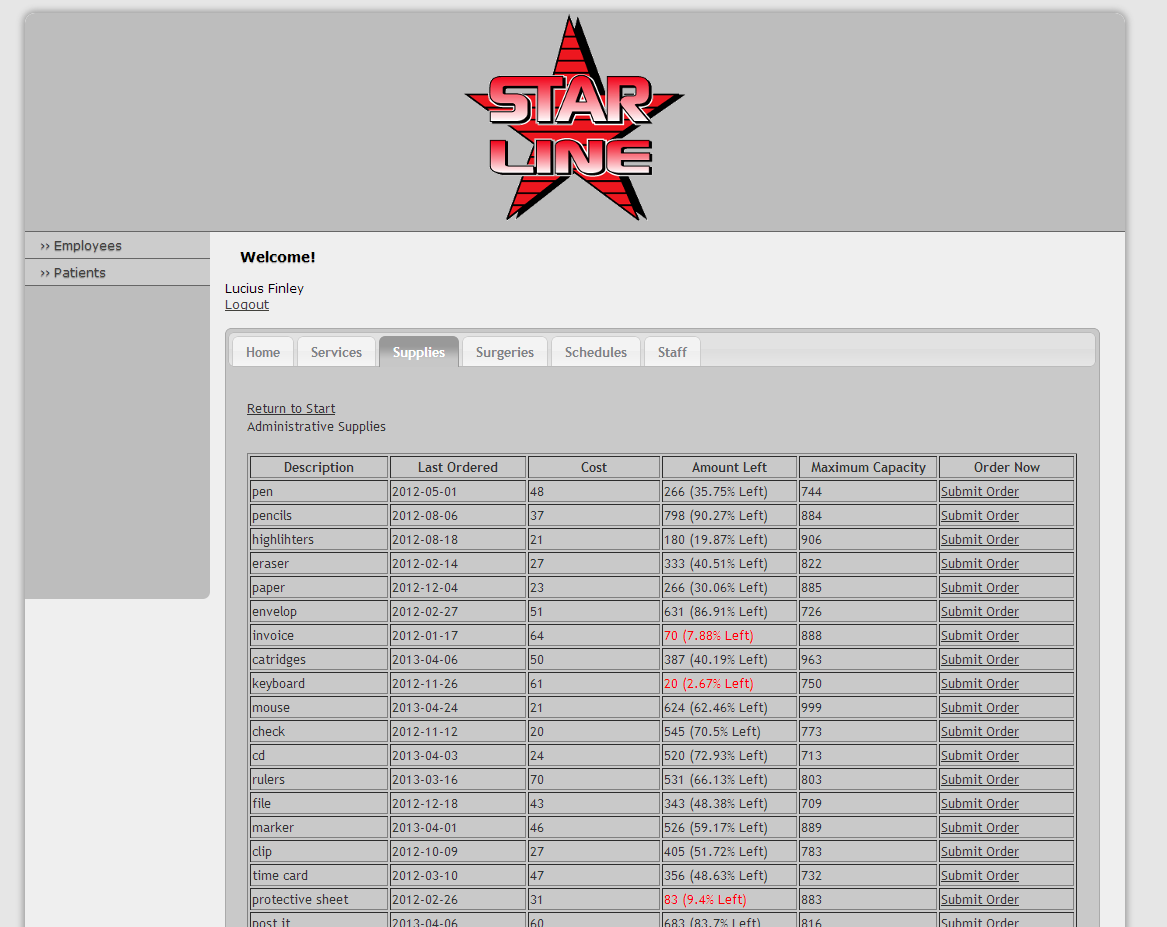 STAR
LINE
›› Employees
›› Patients
Welcome!
Lucius Finley
Logout
Home Services Supplies Surgeries Schedules Staff
Return to Start
Administrative Supplies
Description Last Ordered Cost Amount Left Maximum Capacity Order Now
pen 2012-05-01 48 266 (35.75% Left) 744 Submit Order
pencils 2012-08-06 37 798 (90.27% Left) 884 Submit Order
highlihters 2012-08-18 21 180 (19.87% Left) 906 Submit Order
eraser 2012-02-14 27 333 (40.51% Left) 822 Submit Order
paper 2012-12-04 23 266 (30.06% Left) 885 Submit Order
envelop 2012-02-27 51 631 (86.91% Left) 726 Submit Order
invoice 2012-01-17 64 70 (7.88% Left) 888 Submit Order
catridges 2013-04-06 50 387 (40.19% Left) 963 Submit Order
keyboard 2012-11-26 61 20 (2.67% Left) 750 Submit Order
mouse 2013-04-24 21 624 (62.46% Left) 999 Submit Order
check 2012-11-12 20 545 (70.5% Left) 773 Submit Order
cd 2013-04-03 24 520 (72.93% Left) 713 Submit Order
rulers 2013-03-16 70 531 (66.13% Left) 803 Submit Order
file 2012-12-18 43 343 (48.38% Left) 709 Submit Order
marker 2013-04-01 46 526 (59.17% Left) 889 Submit Order
clip 2012-10-09 27 405 (51.72% Left) 783 Submit Order
time card 2012-03-10 47 356 (48.63% Left) 732 Submit Order
protective sheet 2012-02-26 31 83 (9.4% Left) 883 Submit Order
post it 2013-04-06 60 683 (83.7% Left) 816 Submit Order